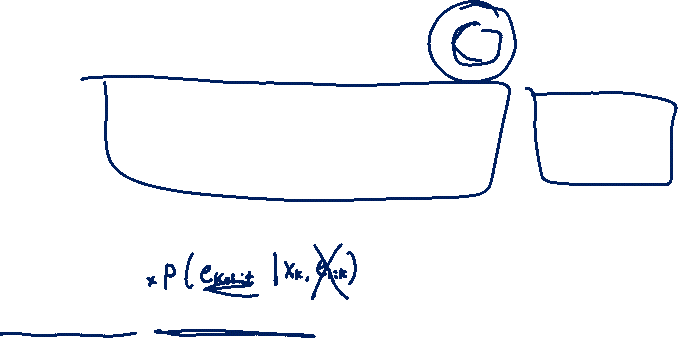 × P(e_{k+1:t} | x_k, e_{1:k})